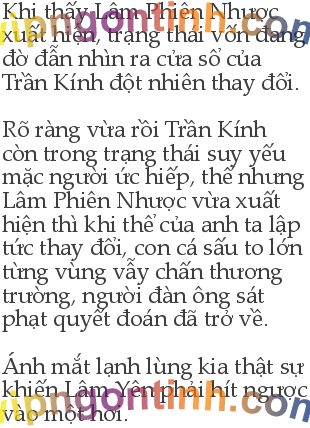 Khi thấy Lâm Phiên Nhược
xuất hiện, trạng thái vốn đang
đờ đẫn nhìn ra cửa sổ của
Trần Kính đột nhiên thay đổi.
Rõ ràng vừa rồi Trần Kính
còn trong trạng thái suy yếu
mặc người ức hiếp, thế nhưng
Lâm Phiên Nhược vừa xuất
hiện thì khi thế của anh ta lập
tức thay đổi, con cá sấu to lớn
từng vùng vẫy chấn thương
trường, người đàn ông sát
phạt quyết đoán đã trở về.
Ánh mắt lạnh lùng kia thật sự
khiến Lâm Yên phải hít ngược
vào một hơi.
vipngontinh.com
vipngontinh.com